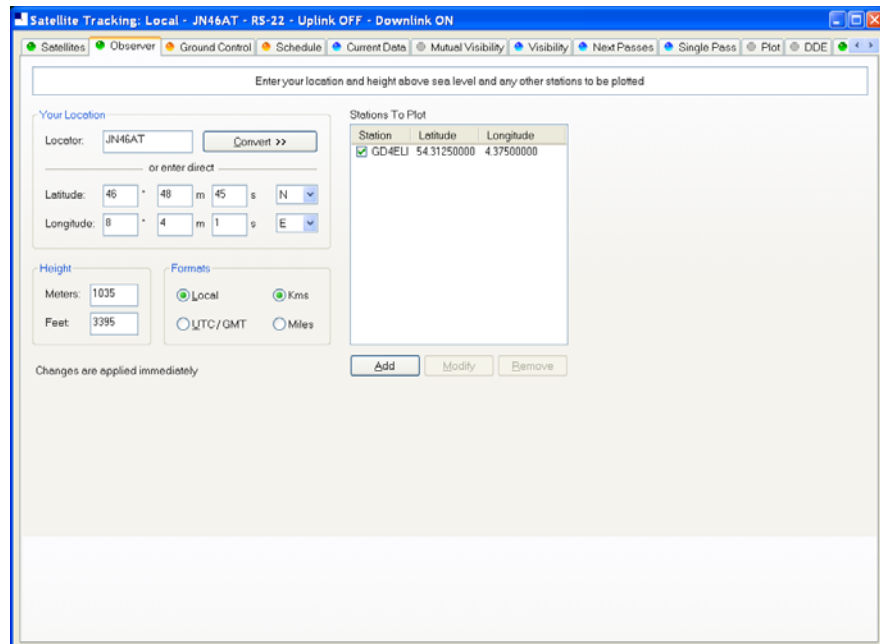 Satellite Tracking: Local - JN46AT - RS-22 - Uplink OFF - Downlink ON
Satellites Observer Ground Control Schedule Current Data Mutual Visibility Visibility Next Passes Single Pass Plot DDE
Enter your location and height above sea level and any other stations to be plotted
Your Location
Locator: JN46AT Convert >>
or enter direct
Latitude: 46 ° 48 m 45 s N
Longitude: 8 ° 4 m 1 s E
Height
Meters: 1035
Feet: 3395
Formats
Local Kms
UTC/GMT Miles
Changes are applied immediately
Stations To Plot
Station Latitude Longitude
GD4ELI 54.31250000 4.37500000
Add Modify Remove